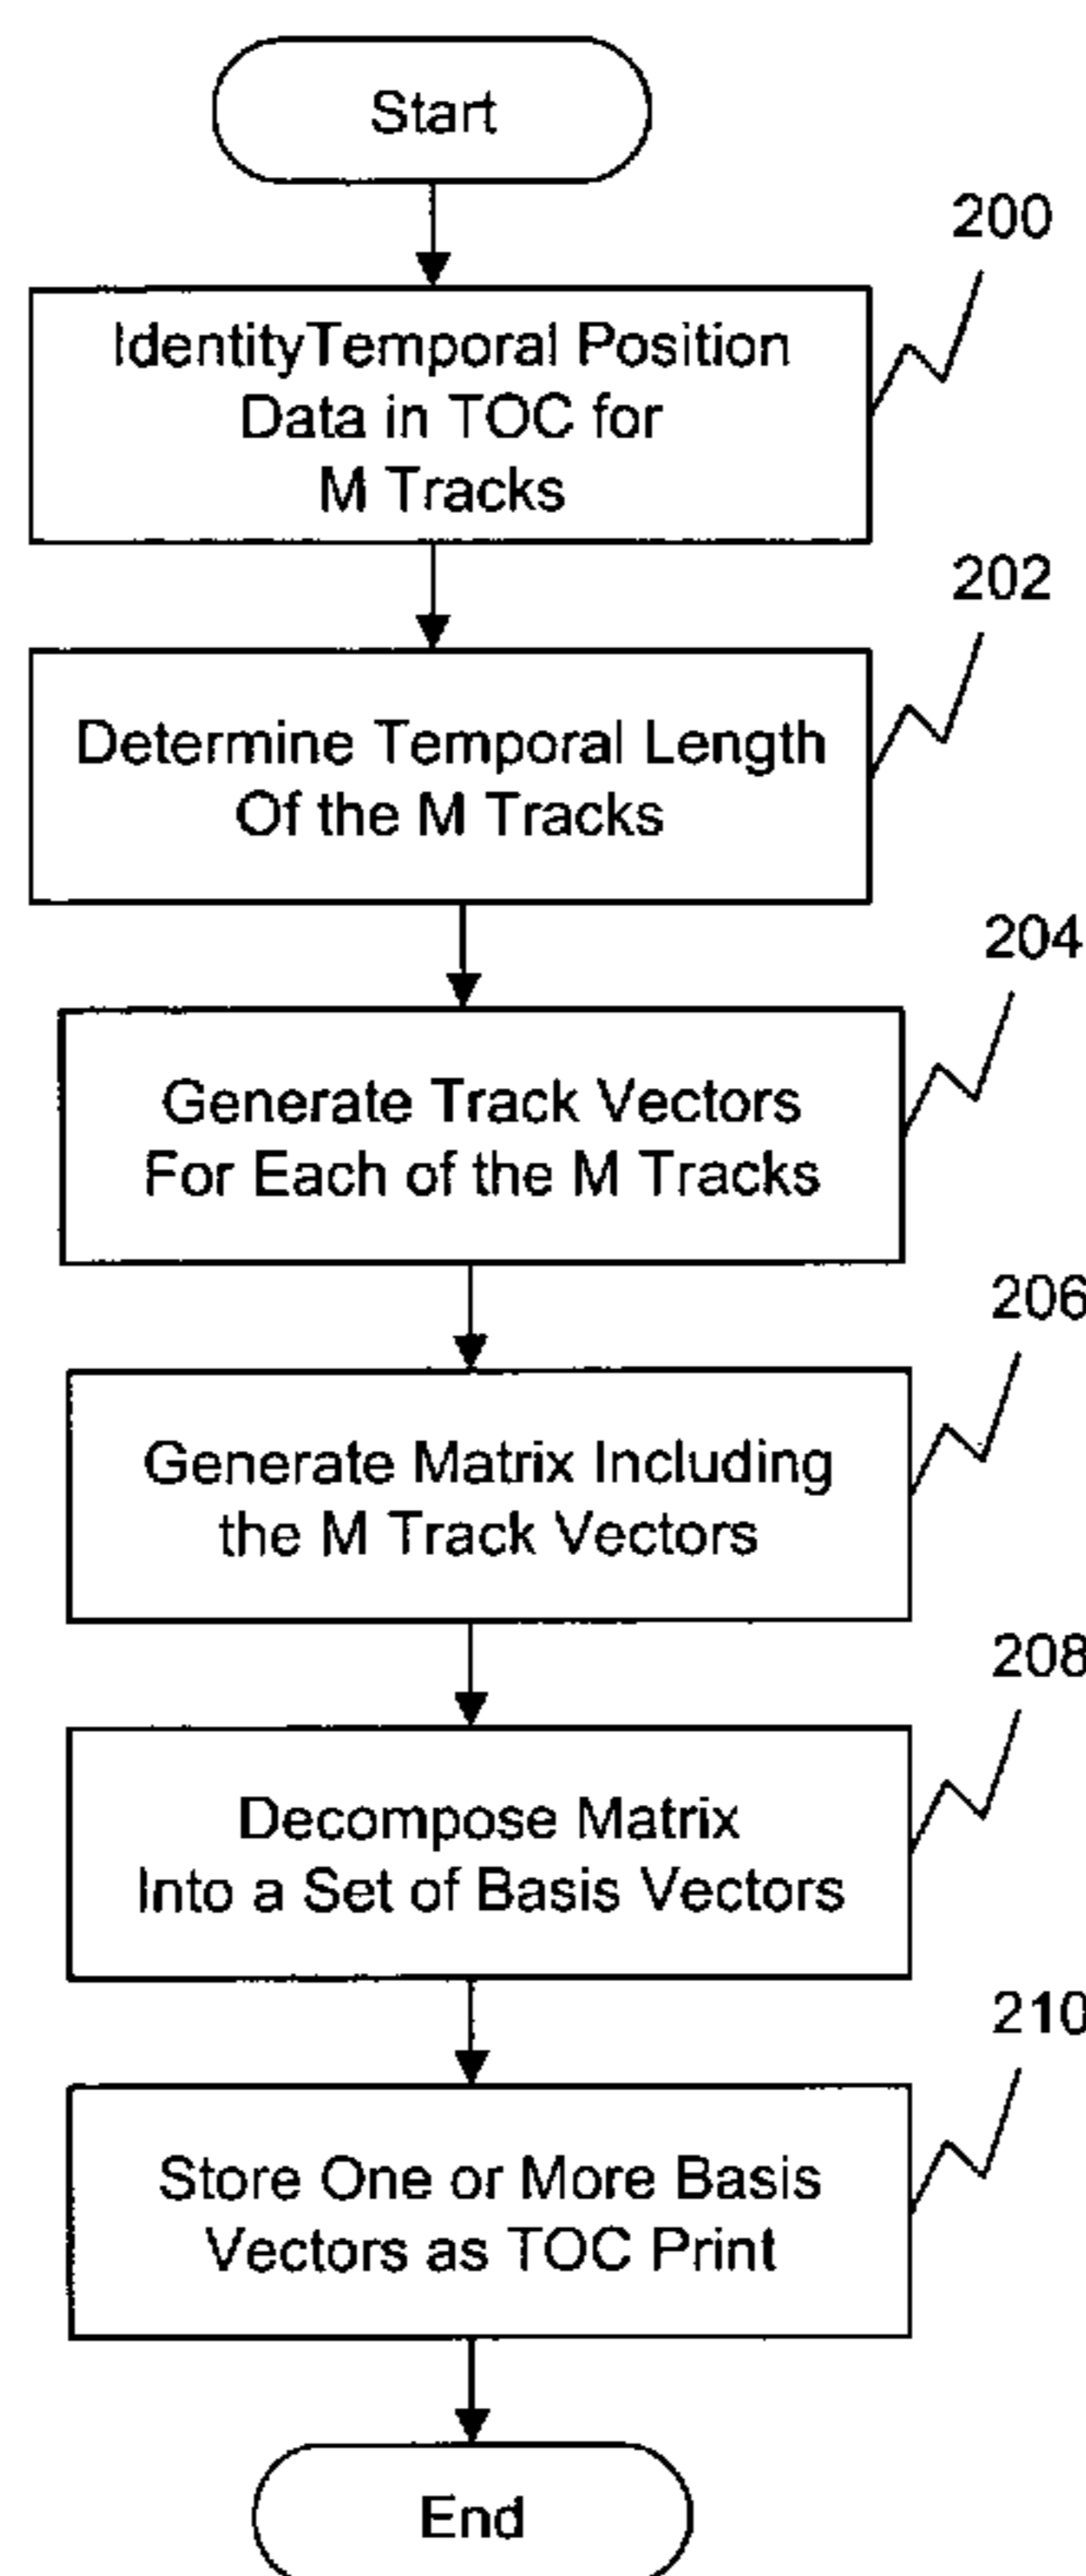 Start
200
IdentityTemporal Position
Data in TOC for
M Tracks
202
Determine Temporal Length
Of the M Tracks
204
Generate Track Vectors
For Each of the M Tracks
206
Generate Matrix Including
the M Track Vectors
208
Decompose Matrix
Into a Set of Basis Vectors
210
Store One or More Basis
Vectors as TOC Print
End